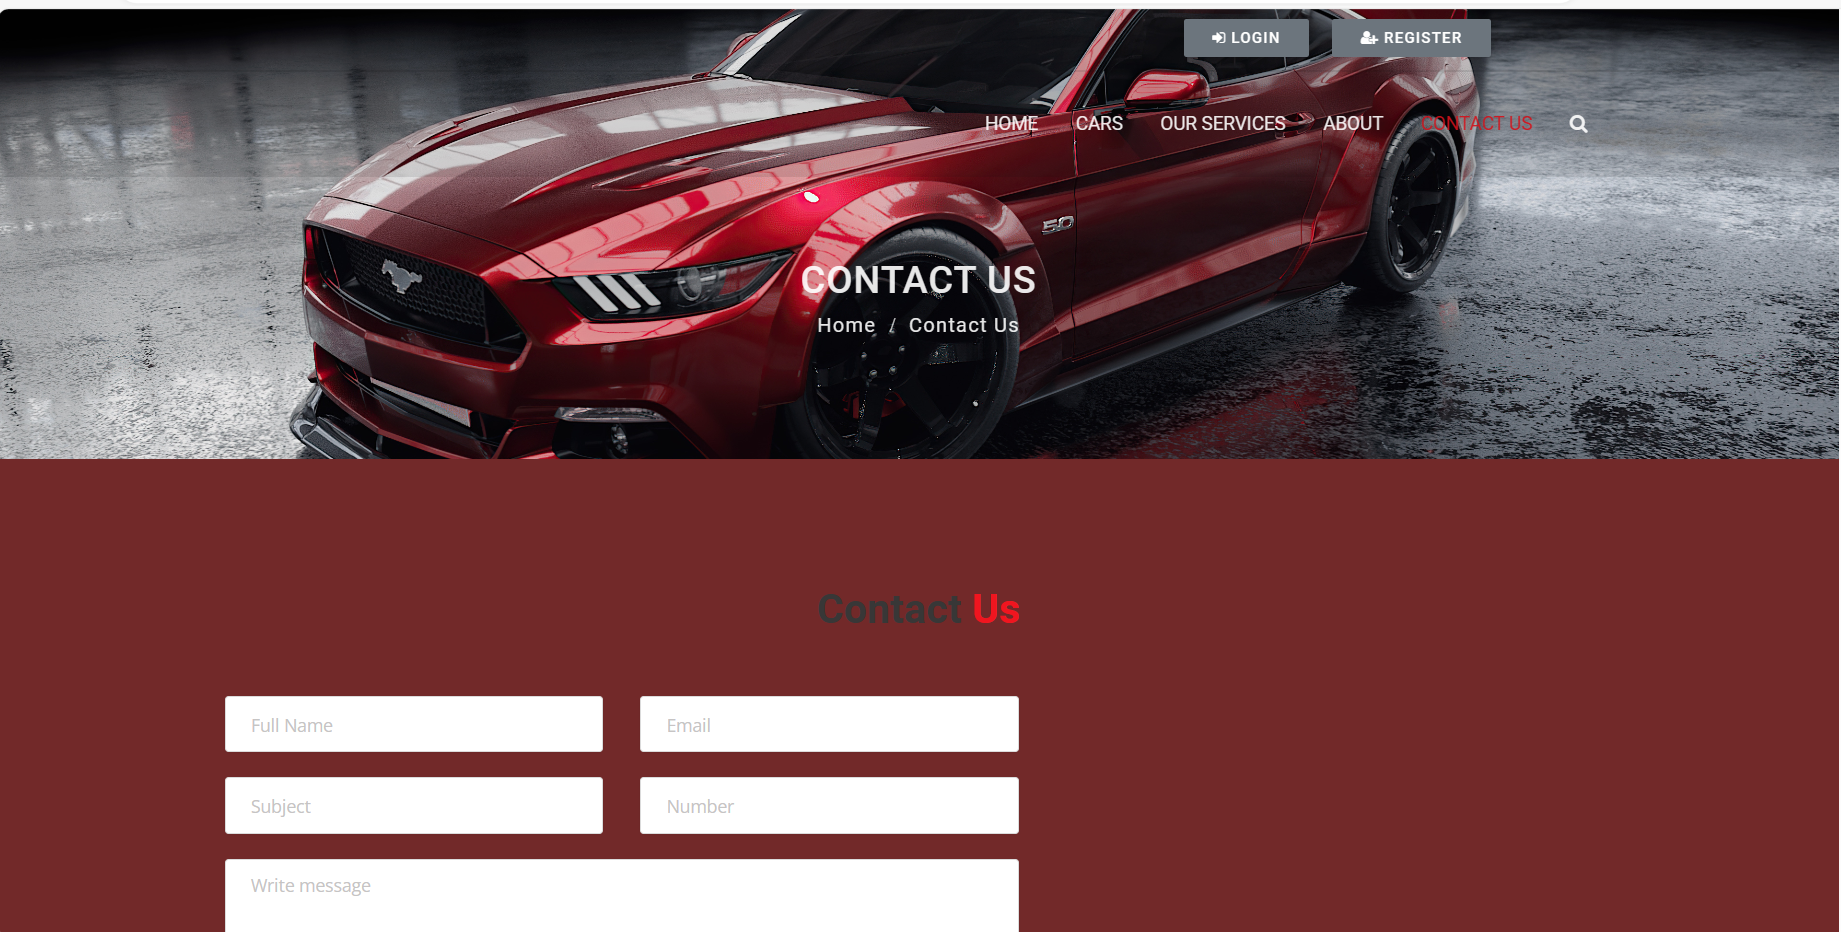 LOGIN REGISTER
HOME CARS OUR SERVICES ABOUT CONTACT US
5.0
CONTACT US
Home / Contact Us
Contact Us
Full Name Email
Subject Number
Write message